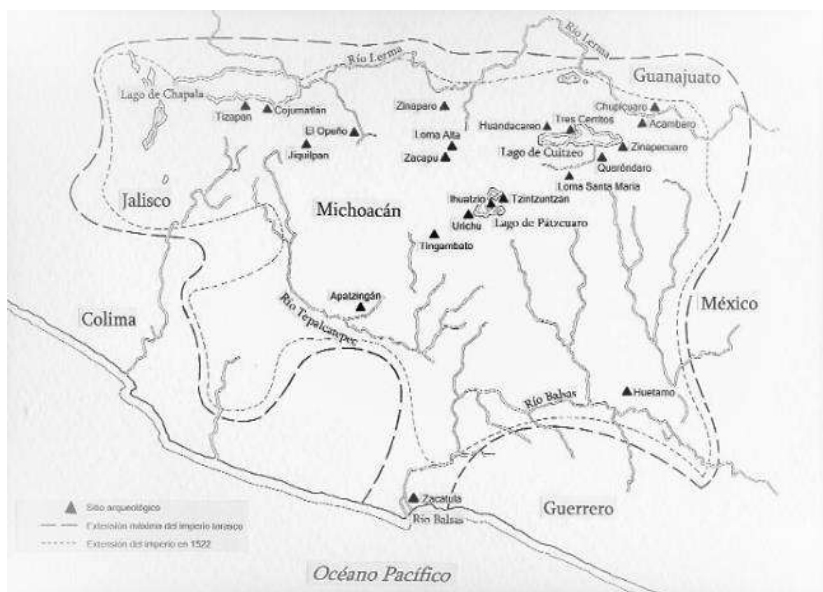 Río Lerma
Río Lerma
Guanajuato
Lago de Chapala
Tizapan
Cojumatlan
Zinaparo
Chupicuaro
Acambaro
El Opeño
Jiquilpan
Loma Alta
Zacapu
Huandacareo
Tres Cerritos
Lago de Cuitzeo
Zinapecuaro
Queréndaro
Loma Santa María
Jalisco
Michoacán
Ihuatzio
Tzintzuntzán
Urichu
Lago de Pátzcuaro
Tingambato
Apatzingán
Colima
Río Tepalcatepec
México
Huetamo
Río Balsas
Zacatula
Río Balsas
Guerrero
Sitio arqueológico
Extensión máxima del imperio tarasco
Extensión del imperio en 1522
Océano Pacífico